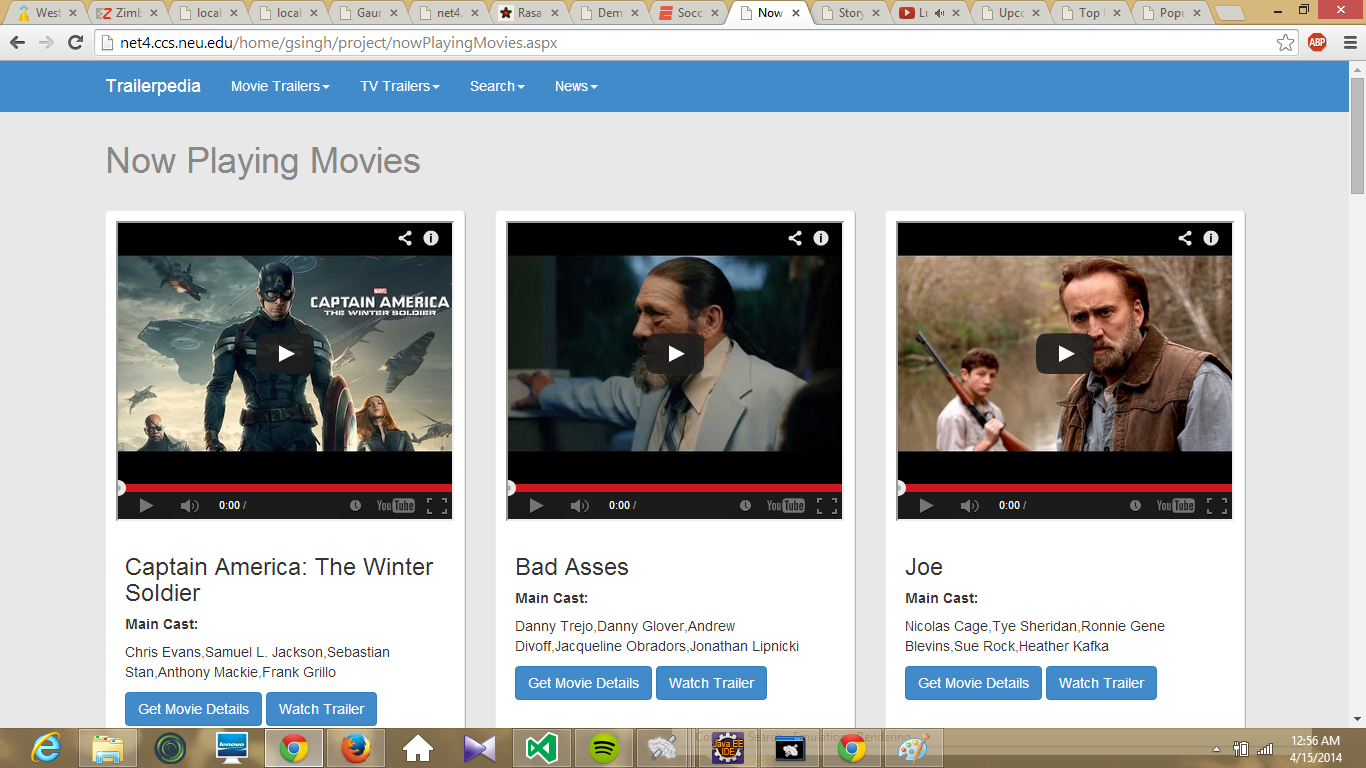 West
Zimb
local
local
Gaur
net4.
Rasa
Dem
Socc
Now
Story
Upco
Top
Popu
net4.ccs.neu.edu/home/gsingh/project/nowPlayingMovies.aspx
ABP
Trailerpedia Movie Trailers TV Trailers Search News
Now Playing Movies
MARVEL
CAPTAIN AMERICA
THE WINTER SOLDIER
0:00 / YouTube
0:00 / YouTube
0:00 / YouTube
Captain America: The Winter
Soldier
Main Cast:
Chris Evans,Samuel L. Jackson,Sebastian
Stan,Anthony Mackie,Frank Grillo
Get Movie Details Watch Trailer
Bad Asses
Main Cast:
Danny Trejo,Danny Glover,Andrew
Divoff,Jacqueline Obradors,Jonathan Lipnicki
Get Movie Details Watch Trailer
Joe
Main Cast:
Nicolas Cage,Tye Sheridan,Ronnie Gene
Blevins,Sue Rock,Heather Kafka
Get Movie Details Watch Trailer
lenovo
Java EE
IDE
12:56 AM
4/15/2014